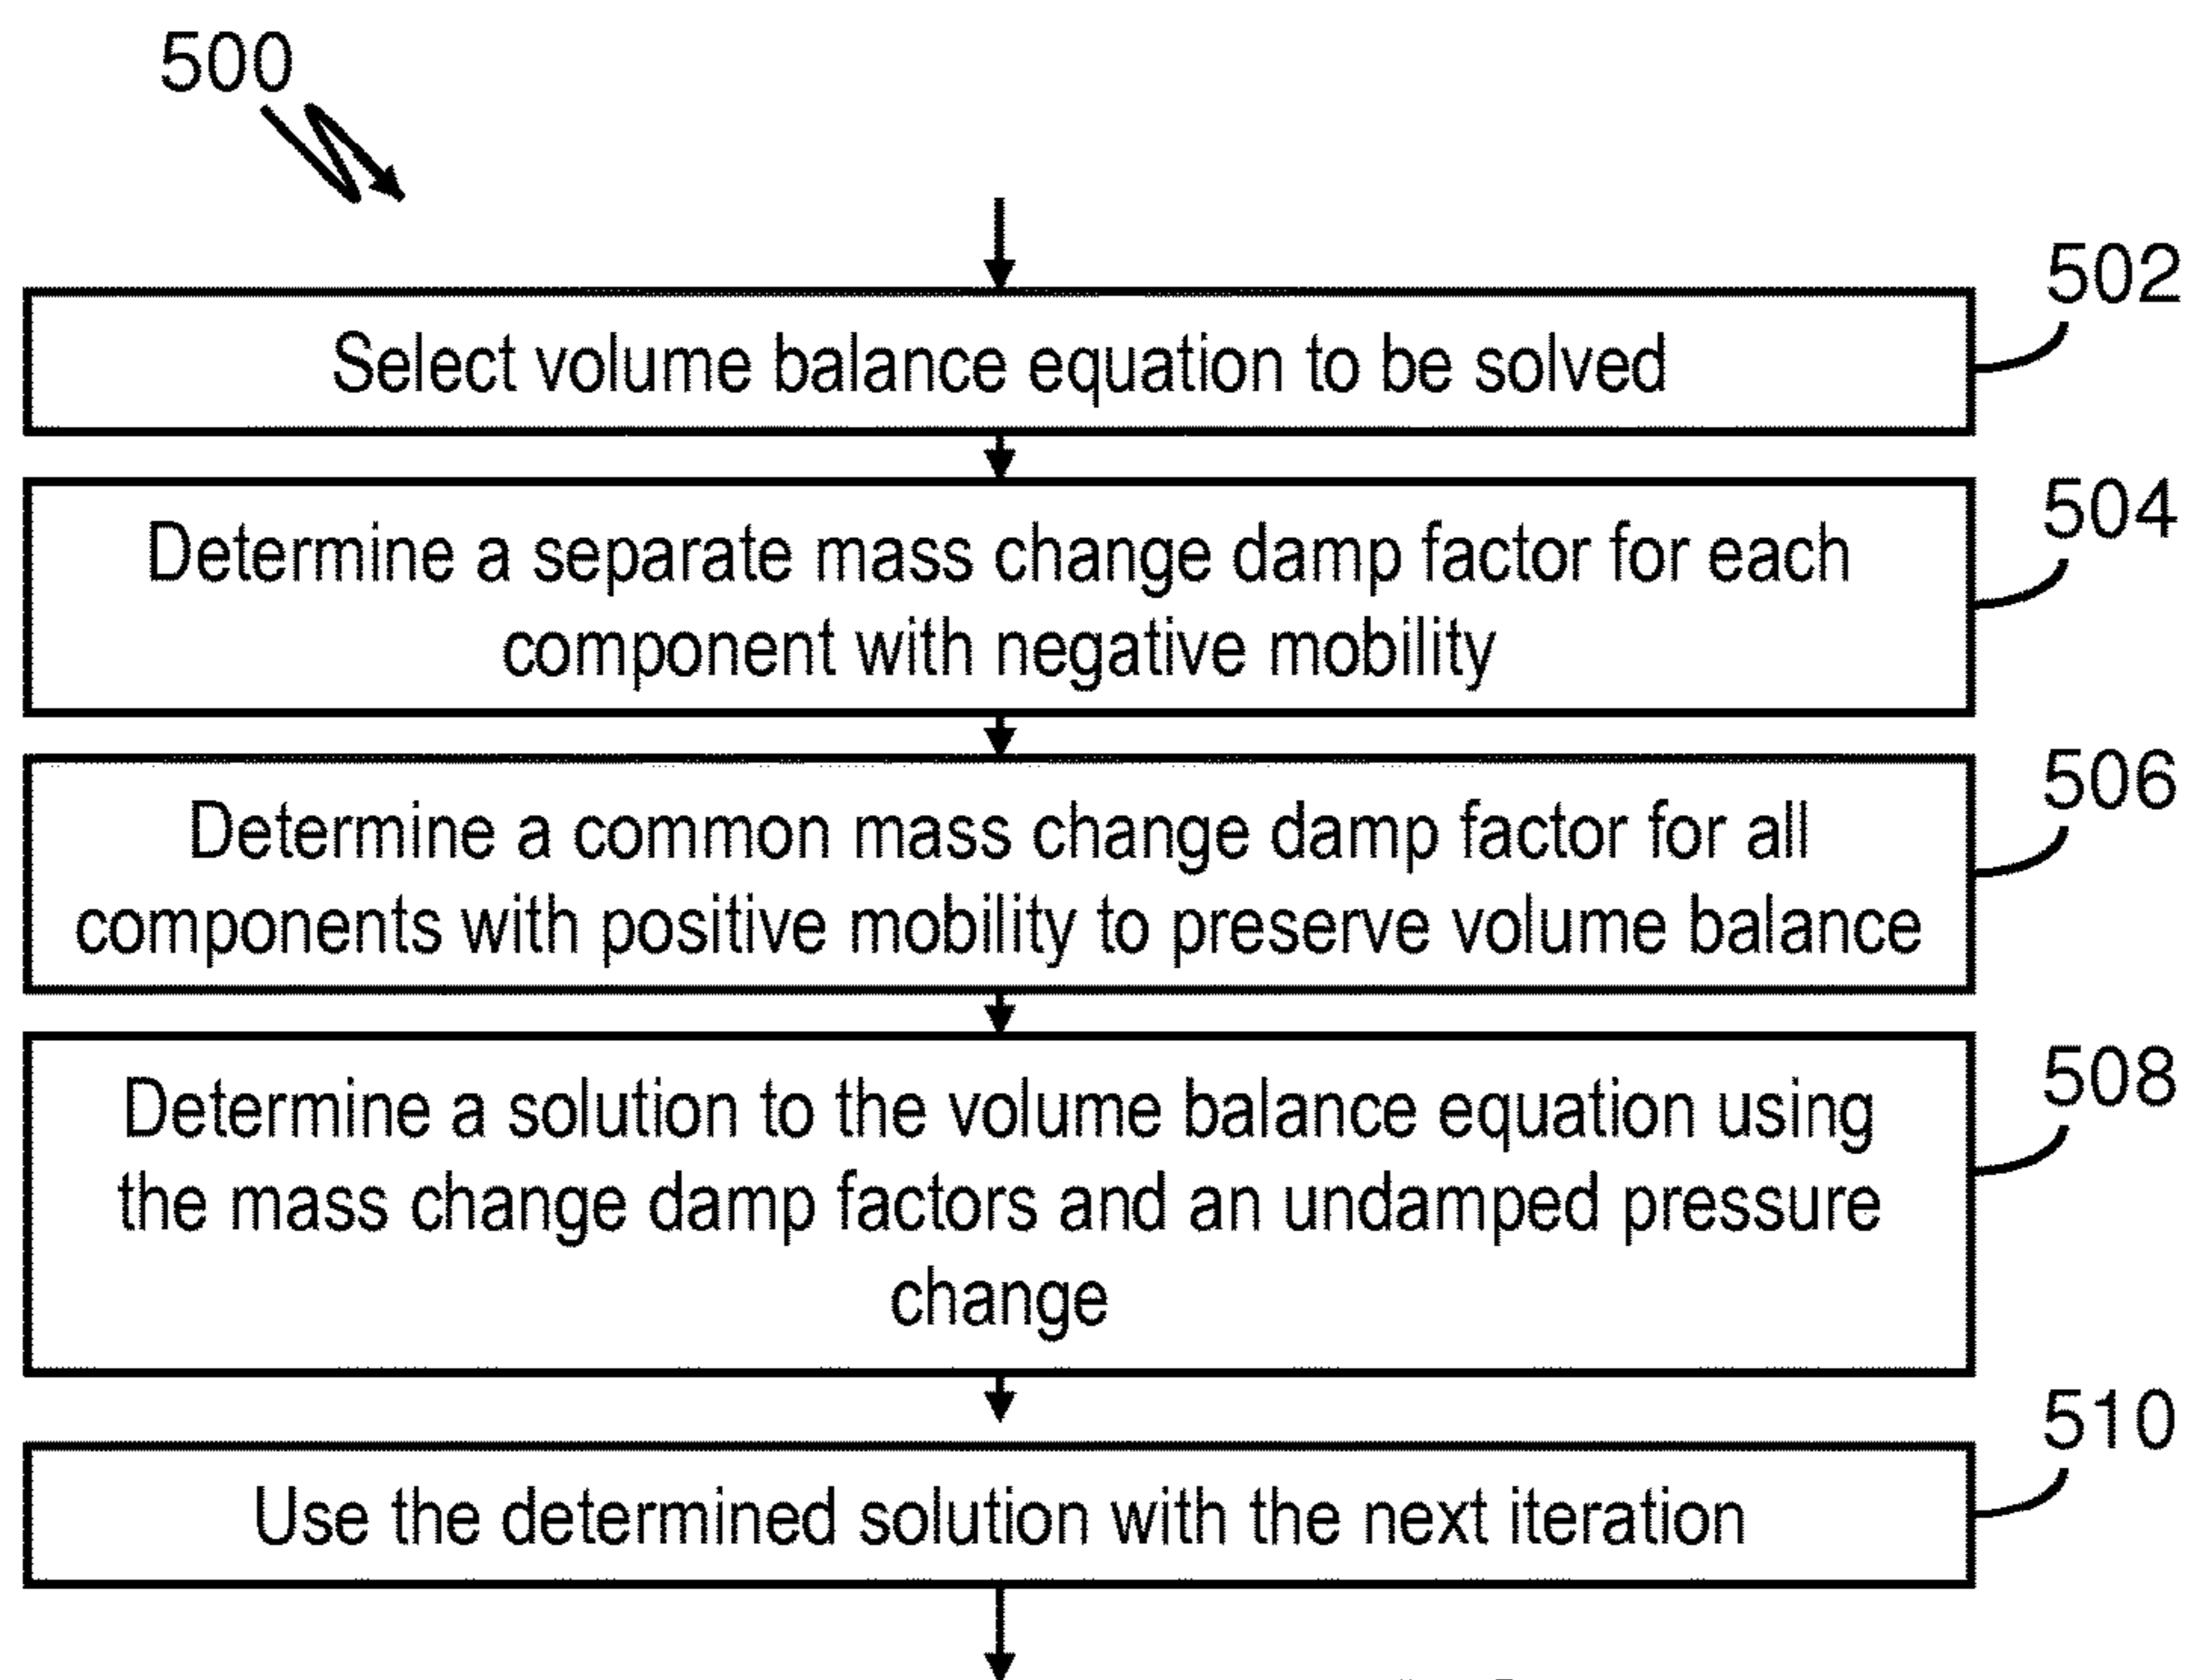 500
502
Select volume balance equation to be solved
504
Determine a separate mass change damp factor for each
component with negative mobility
506
Determine a common mass change damp factor for all
components with positive mobility to preserve volume balance
508
Determine a solution to the volume balance equation using
the mass change damp factors and an undamped pressure
change
510
Use the determined solution with the next iteration